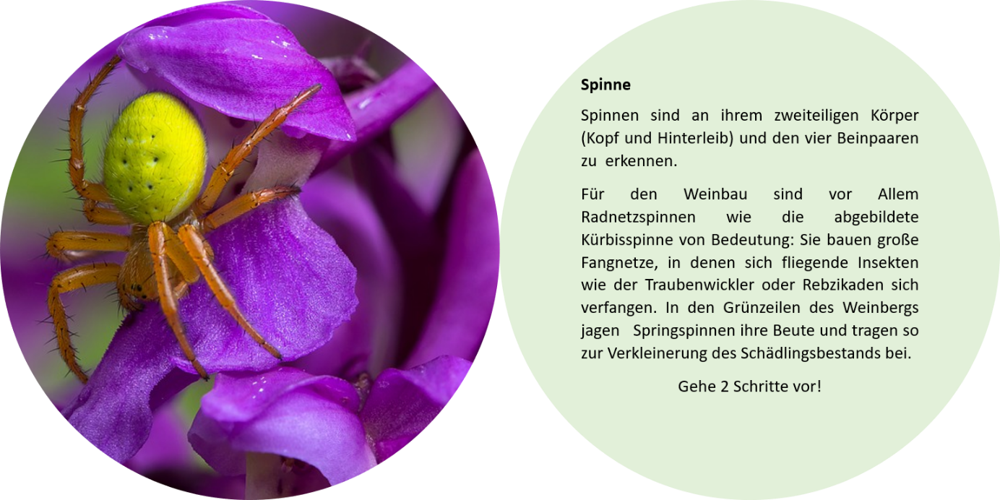 Spinne
Spinnen sind an ihrem zweiteiligen Körper
(Kopf und Hinterleib) und den vier Beinpaaren
zu erkennen.
Für den Weinbau sind vor Allem
Radnetzspinnen wie die abgebildete
Kürbisspinne von Bedeutung: Sie bauen große
Fangnetze, in denen sich fliegende Insekten
wie der Traubenwickler oder Rebzikaden sich
verfangen. In den Grünzeilen des Weinbergs
jagen Springspinnen ihre Beute und tragen so
zur Verkleinerung des Schädlingsbestands bei.
Gehe 2 Schritte vor!